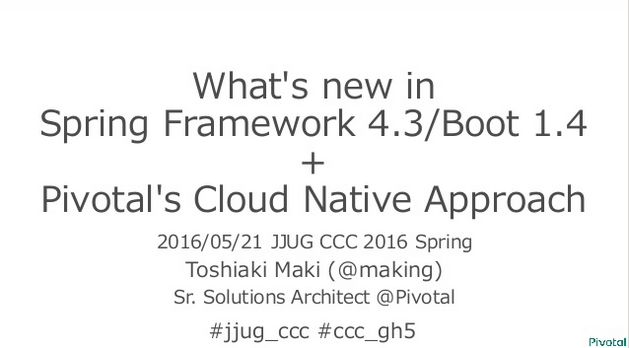 What's new in
Spring Framework 4.3/Boot 1.4
+
Pivotal's Cloud Native Approach
2016/05/21 JJUG CCC 2016 Spring
Toshiaki Maki (@making)
Sr. Solutions Architect @Pivotal
#jjug_ccc #ccc_gh5
Pivotal